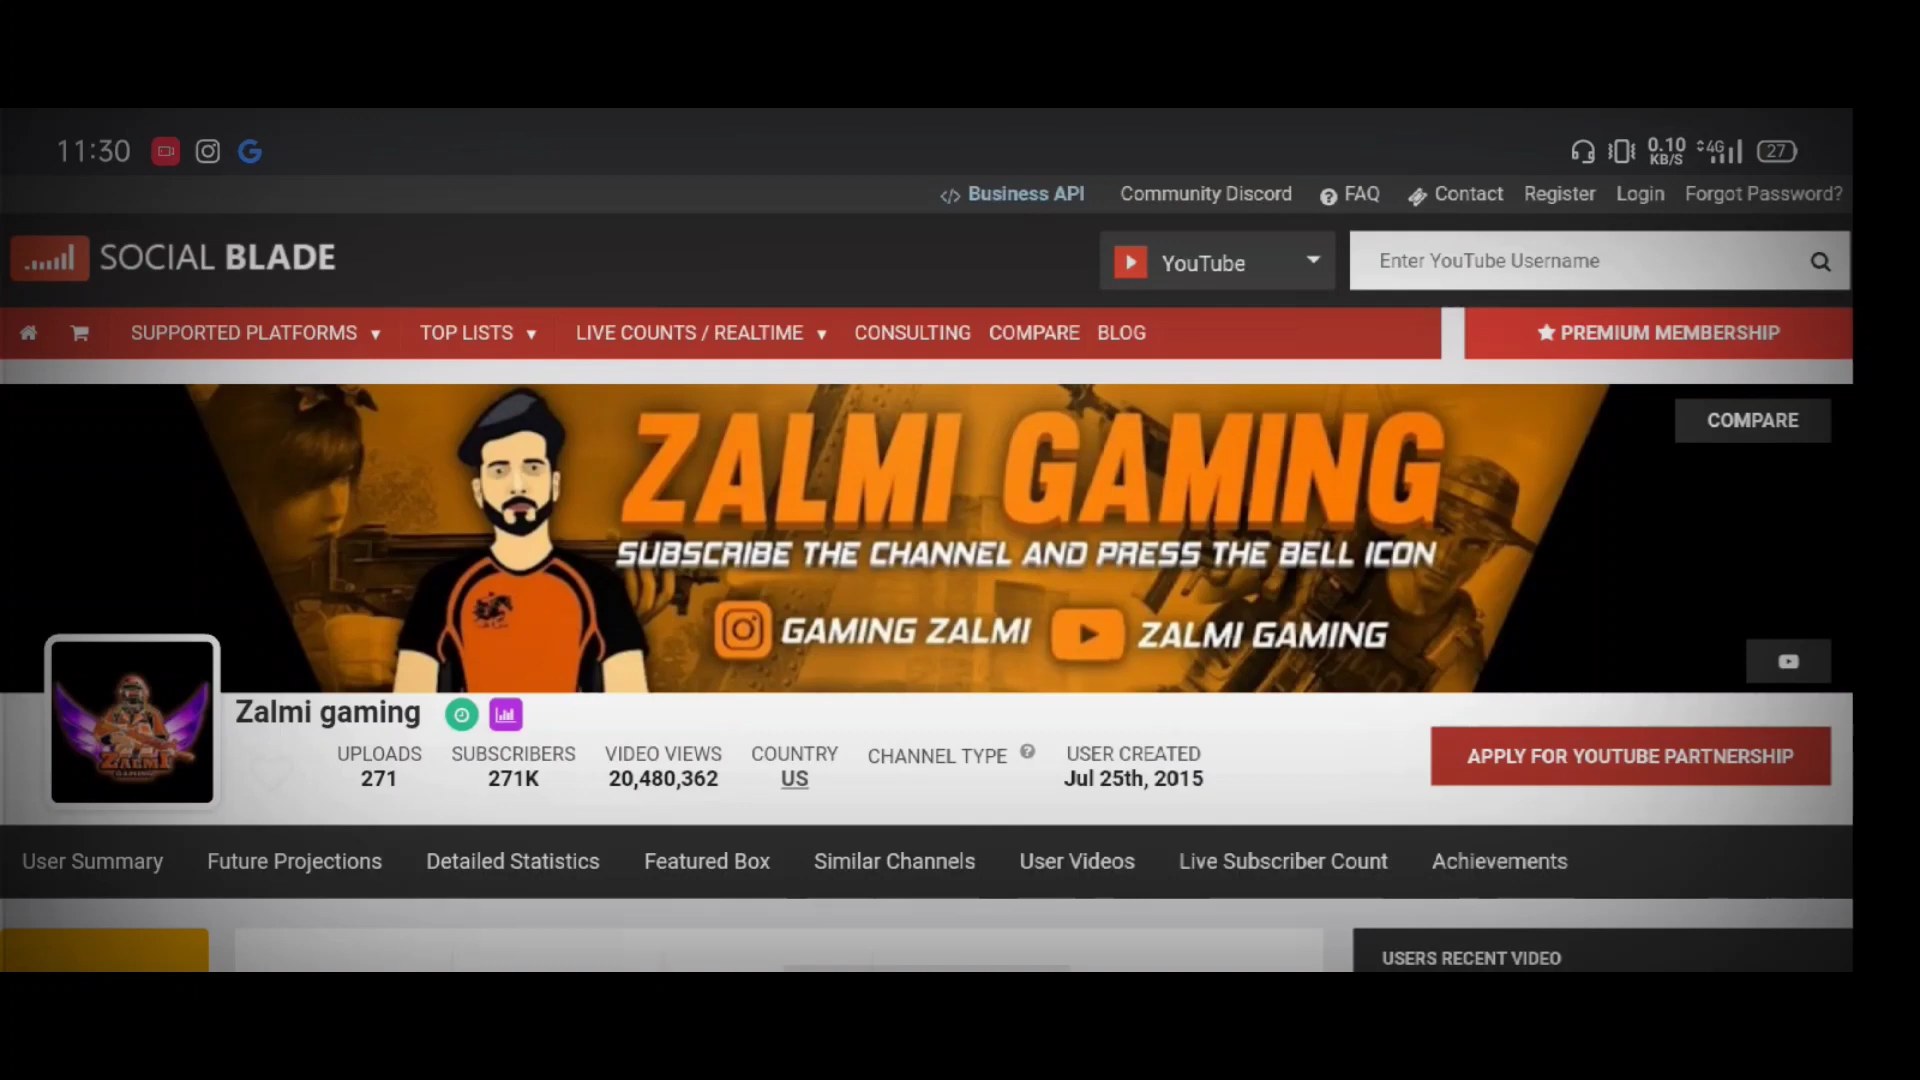 11:30 0.10 KB/S 4G 27
</> Business API Community Discord FAQ Contact Register Login Forgot Password?
SOCIAL BLADE YouTube Enter YouTube Username
SUPPORTED PLATFORMS TOP LISTS LIVE COUNTS / REALTIME CONSULTING COMPARE BLOG PREMIUM MEMBERSHIP
COMPARE
ZALMI GAMING
SUBSCRIBE THE CHANNEL AND PRESS THE BELL ICON
GAMING ZALMI ZALMI GAMING
ZALMI
GAMING
Zalmi gaming
UPLOADS SUBSCRIBERS VIDEO VIEWS COUNTRY CHANNEL TYPE USER CREATED
271 271K 20,480,362 US Jul 25th, 2015
APPLY FOR YOUTUBE PARTNERSHIP
User Summary Future Projections Detailed Statistics Featured Box Similar Channels User Videos Live Subscriber Count Achievements
USERS RECENT VIDEO